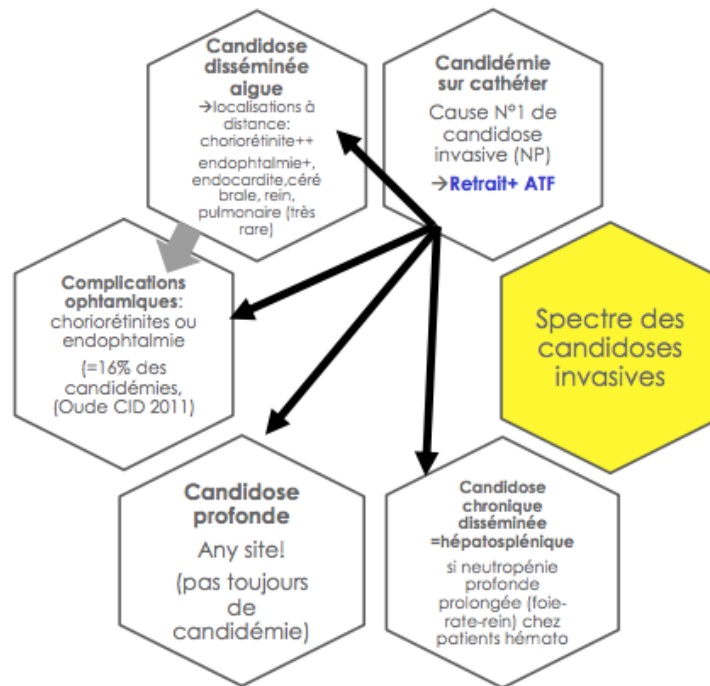 Candidose
disséminée
aigue
→localisations à
distance:
choriorétinite++
endophtalmie+,
endocardite,céré
brale, rein,
pulmonaire (très
rare)
Candidémie
sur cathéter
Cause N°1 de
candidose
invasive (NP)
→Retrait+ ATF
Complications
ophtamiques:
choriorétinites ou
endophtalmie
(=16% des
candidémies,
(Oude CID 2011)
Spectre des
candidoses
invasives
Candidose
profonde
Any site!
(pas toujours
de
candidémie)
Candidose
chronique
disséminée
=hépatosplénique
si neutropénie
profonde
prolongée (foie-
rate-rein) chez
patients hémato